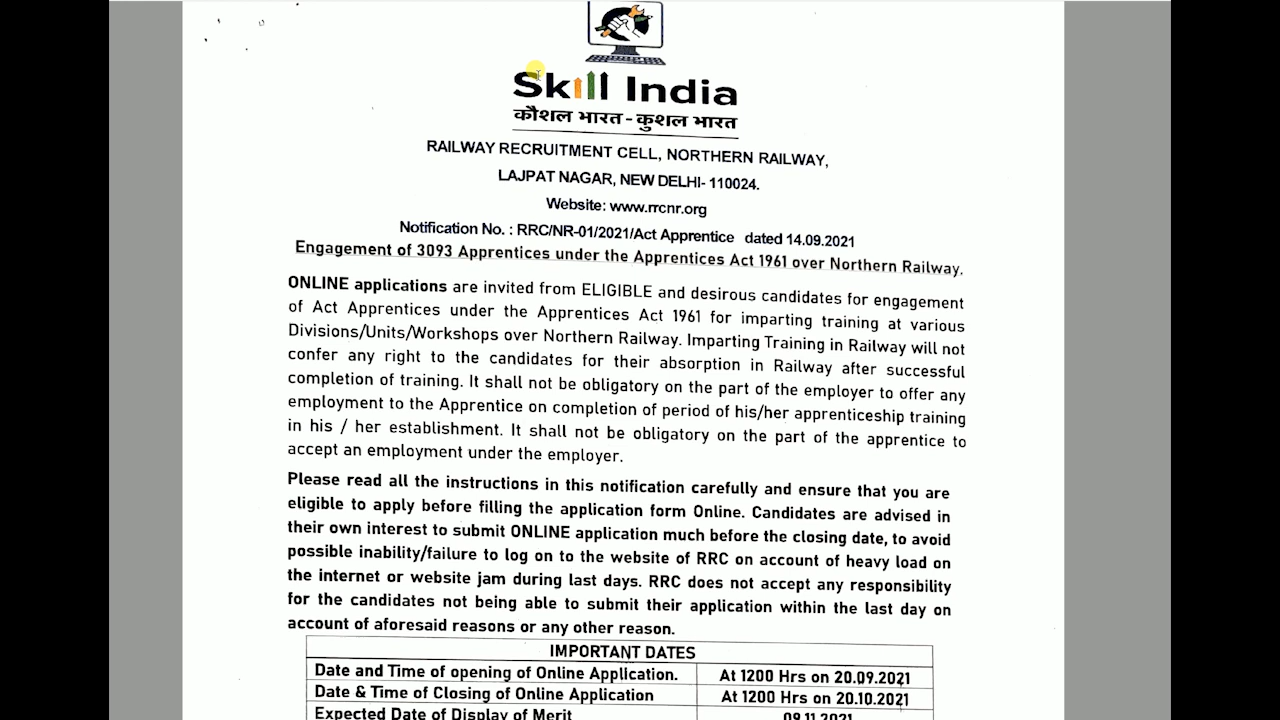 Skill India
कौशल भारत - कुशल भारत
RAILWAY RECRUITMENT CELL, NORTHERN RAILWAY,
LAJPAT NAGAR, NEW DELHI- 110024.
Website: www.rrcnr.org
Notification No. : RRC/NR-01/2021/Act Apprentice dated 14.09.2021
Engagement of 3093 Apprentices under the Apprentices Act 1961 over Northern Railway.
ONLINE applications are invited from ELIGIBLE and desirous candidates for engagement
of Act Apprentices under the Apprentices Act 1961 for imparting training at various
Divisions/Units/Workshops over Northern Railway. Imparting Training in Railway will not
confer any right to the candidates for their absorption in Railway after successful
completion of training. It shall not be obligatory on the part of the employer to offer any
employment to the Apprentice on completion of period of his/her apprenticeship training
in his / her establishment. It shall not be obligatory on the part of the apprentice to
accept an employment under the employer.
Please read all the instructions in this notification carefully and ensure that you are
eligible to apply before filling the application form Online. Candidates are advised in
their own interest to submit ONLINE application much before the closing date, to avoid
possible inability/failure to log on to the website of RRC on account of heavy load on
the internet or website jam during last days. RRC does not accept any responsibility
for the candidates not being able to submit their application within the last day on
account of aforesaid reasons or any other reason.
IMPORTANT DATES
Date and Time of opening of Online Application. At 1200 Hrs on 20.09.2021
Date & Time of Closing of Online Application At 1200 Hrs on 20.10.2021
Expected Date of Display of Merit 09.11.2021